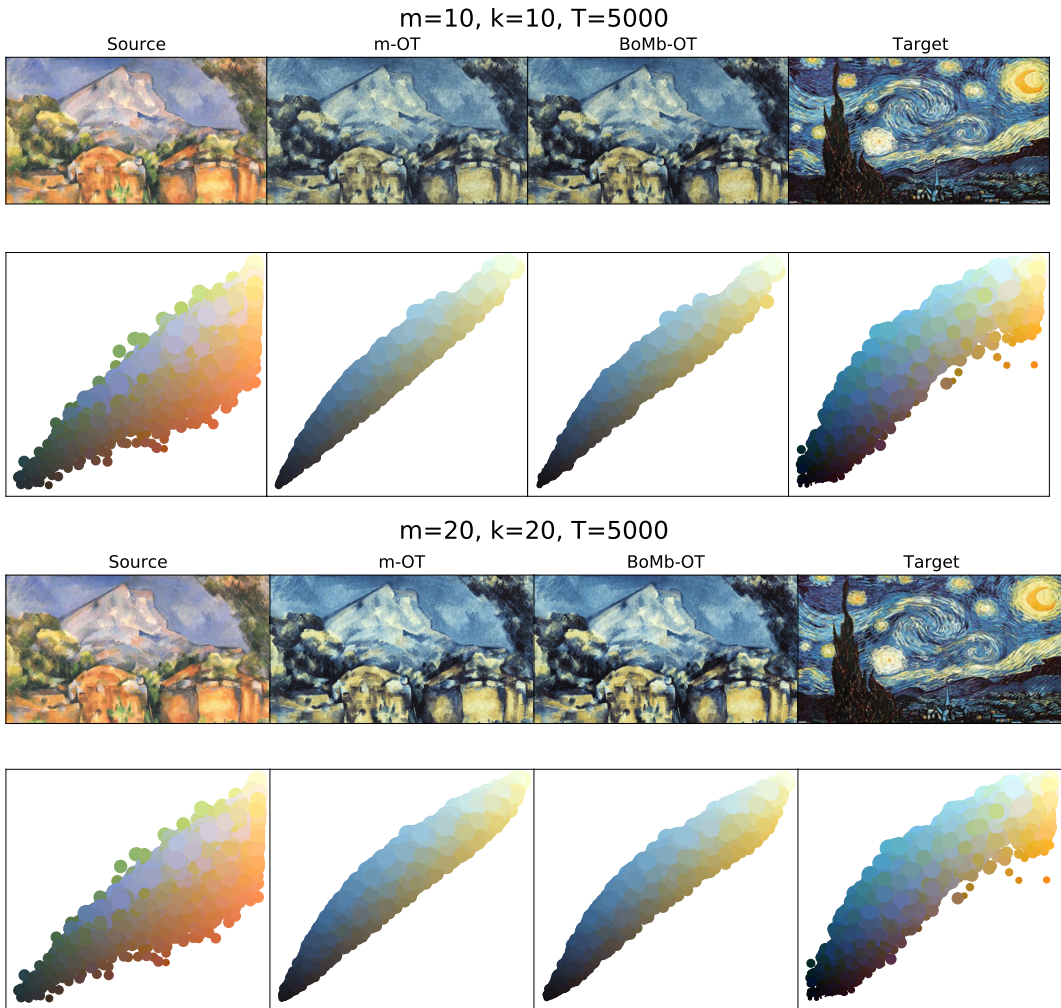 m=10, k=10, T=5000
Source m-OT BoMb-OT Target
m=20, k=20, T=5000
Source m-OT BoMb-OT Target